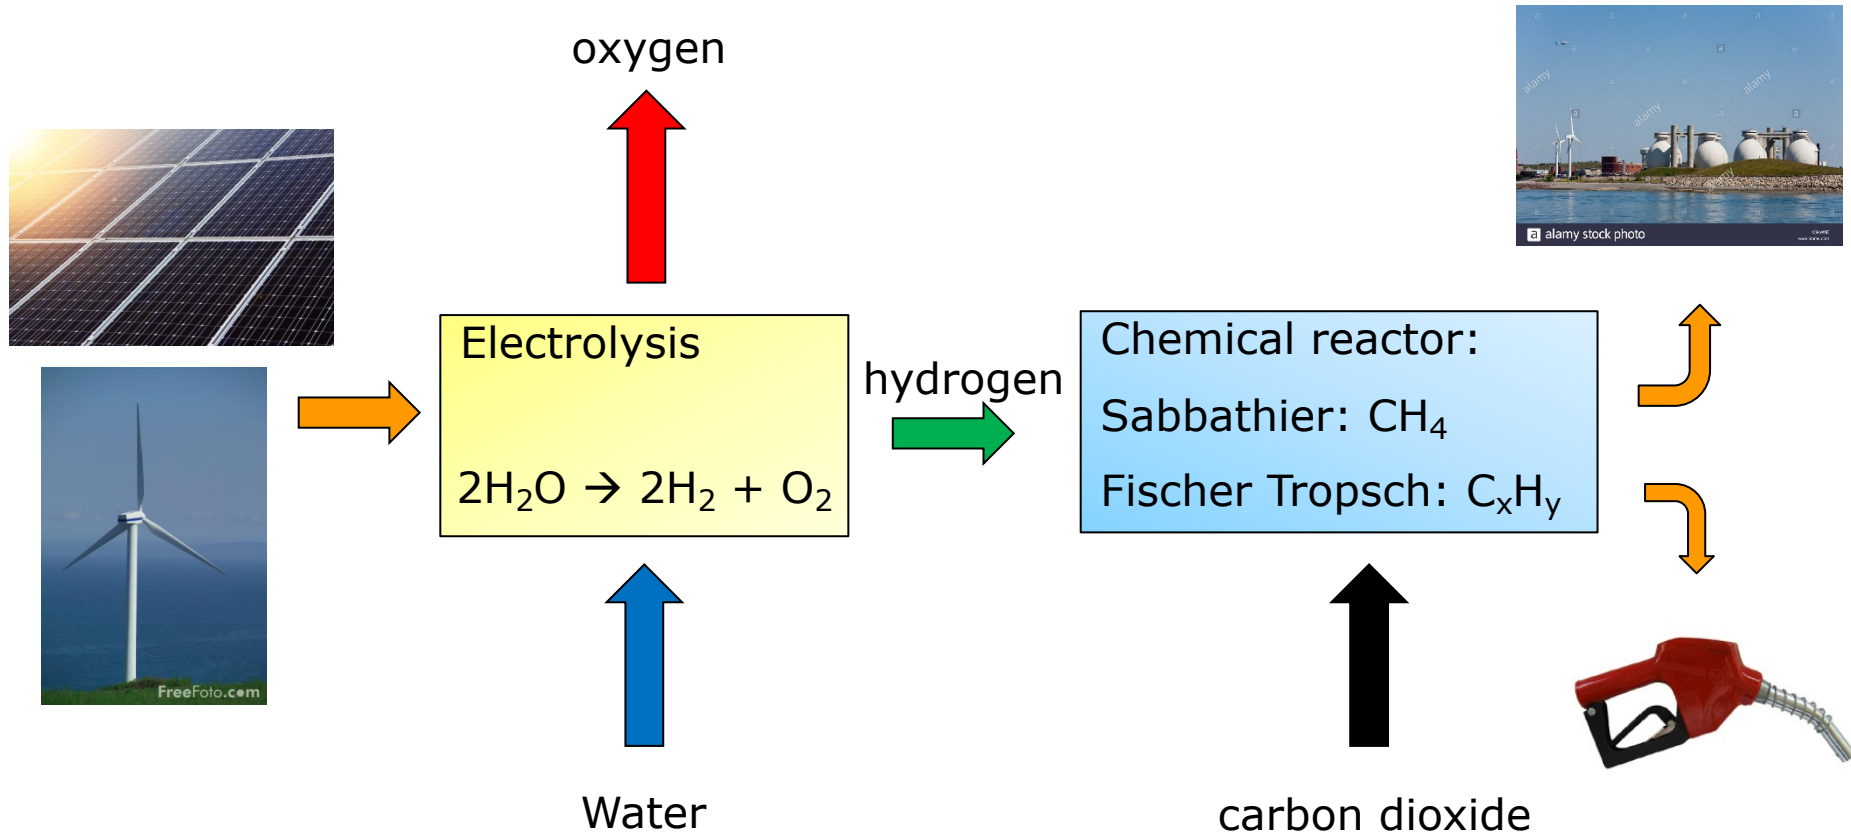 oxygen
Electrolysis
2H₂O → 2H₂ + O₂
hydrogen
Chemical reactor:
Sabbathier: CH₄
Fischer Tropsch: CₓHᵧ
Water
carbon dioxide
FreeFoto.com
alamy
alamy
alamy
alamy
a alamy stock photo